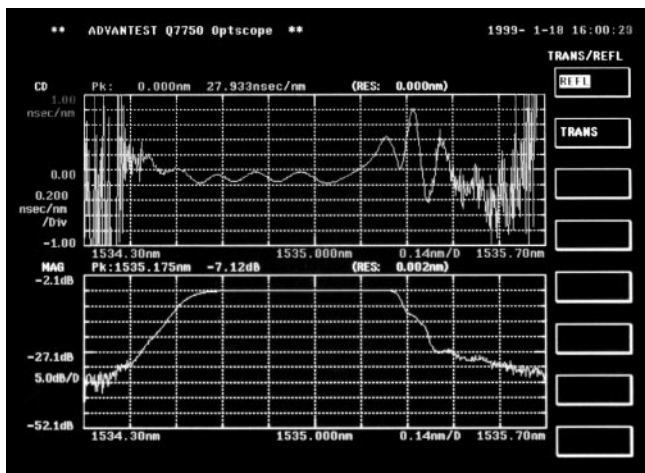 ** ADVANTEST Q7750 Optscope ** 1999- 1-18 16:00:20
TRANS/REFL
CD Pk: 0.000nm 27.933nsec/nm (RES: 0.000nm)
REFL
1.00
nsec/nm
TRANS
0.00
0.200
nsec/nm
/Div
-1.00
1534.30nm 1535.000nm 0.14nm/D 1535.70nm
MAG Pk:1535.175nm -7.12dB (RES: 0.002nm)
-2.1dB
-27.1dB
5.0dB/D
-52.1dB
1534.30nm 1535.000nm 0.14nm/D 1535.70nm